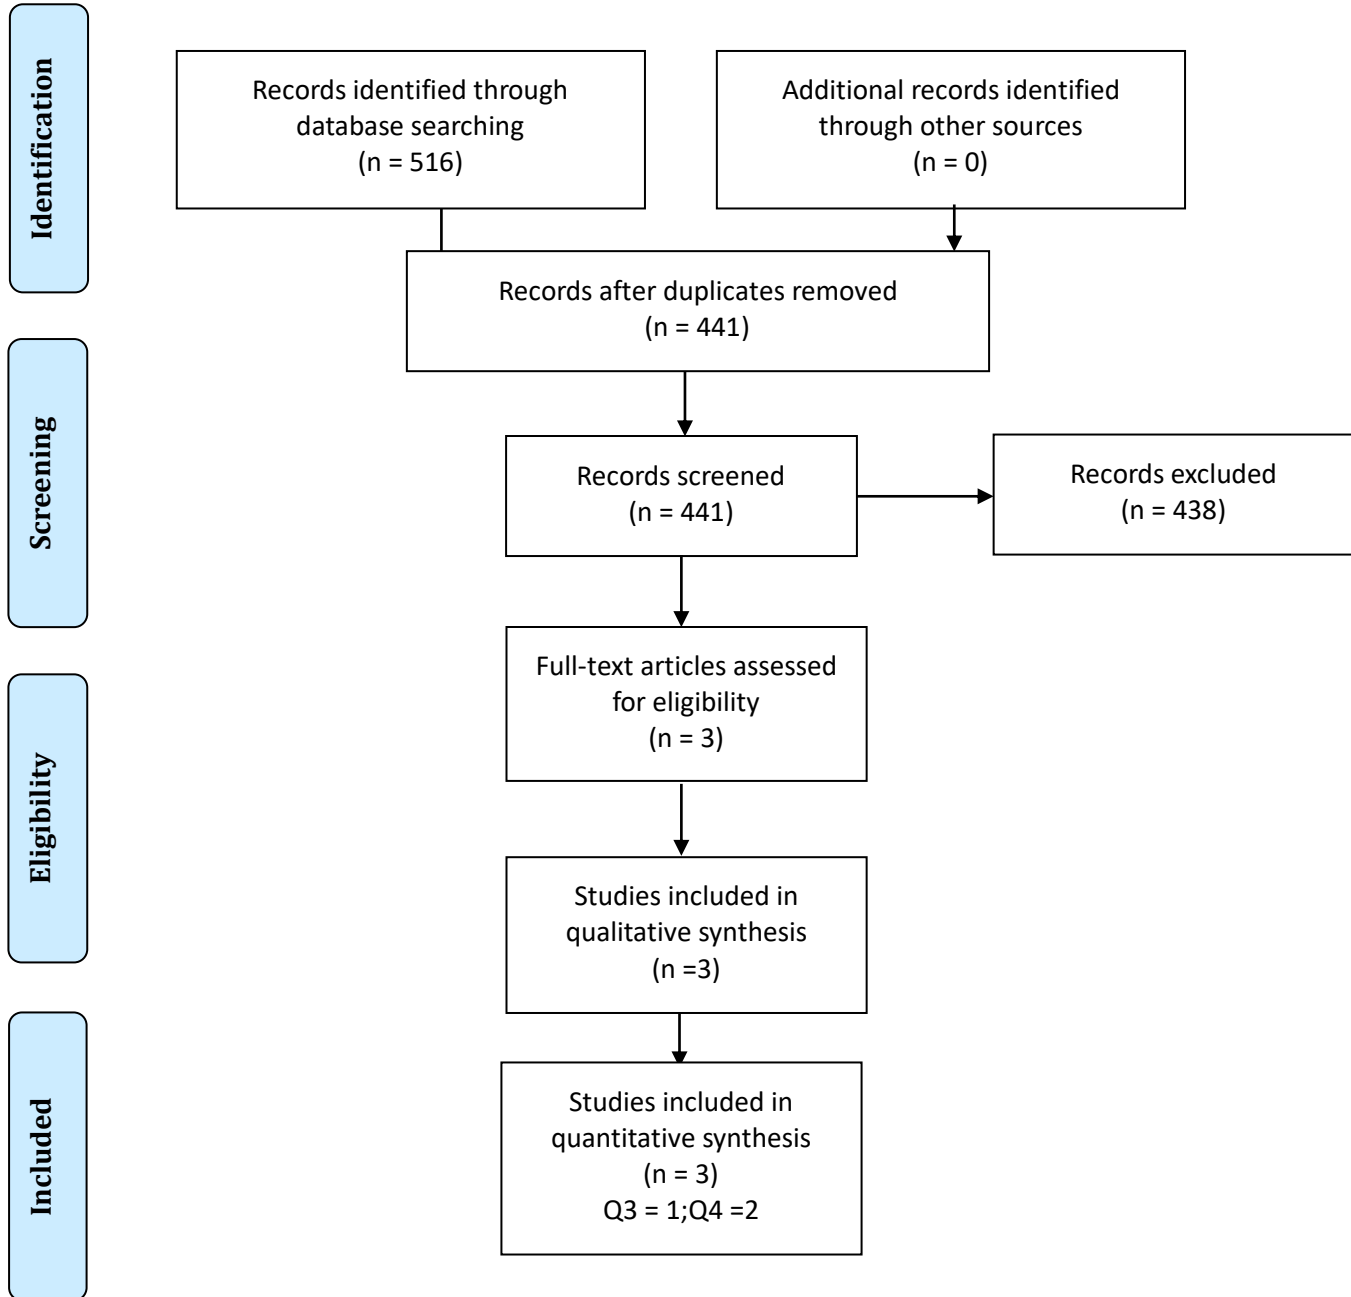 Identification
Records identified through
database searching
(n = 516)
Additional records identified
through other sources
(n = 0)
Records after duplicates removed
(n = 441)
Screening
Records screened
(n = 441)
Records excluded
(n = 438)
Full-text articles assessed
for eligibility
(n = 3)
Eligibility
Studies included in
qualitative synthesis
(n =3)
Included
Studies included in
quantitative synthesis
(n = 3)
Q3 = 1;Q4 =2